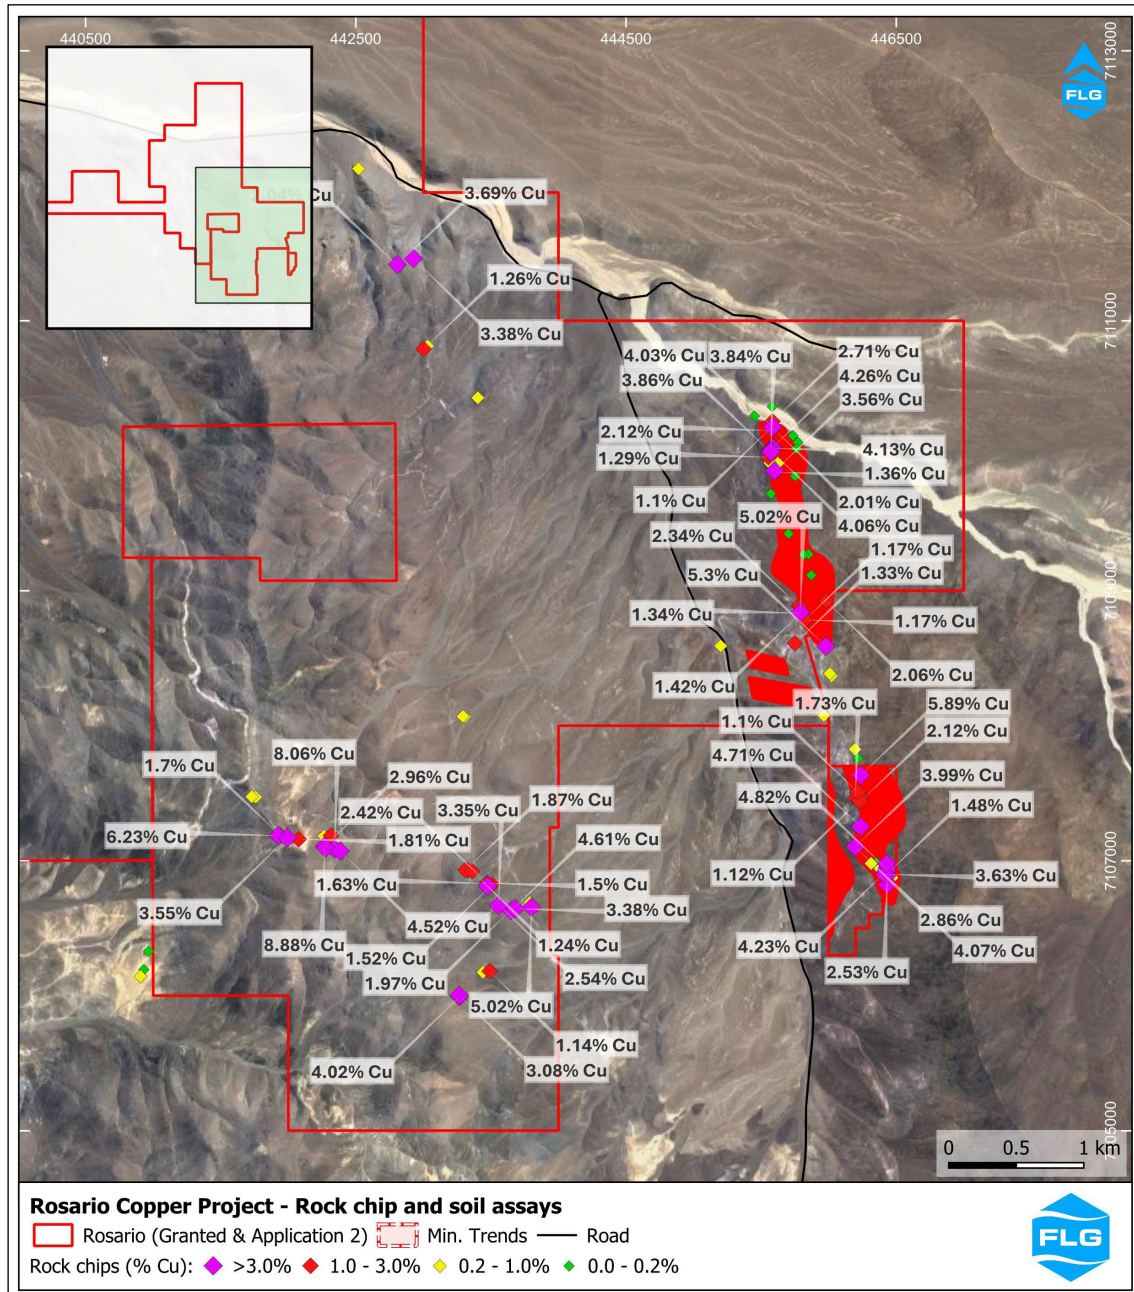 440500
442500
444500
446500
7113000
FLG
04% Cu
3.69% Cu
1.26% Cu
3.38% Cu
7111000
4.03% Cu
3.84% Cu
2.71% Cu
3.86% Cu
4.26% Cu
3.56% Cu
2.12% Cu
4.13% Cu
1.29% Cu
1.36% Cu
1.1% Cu
5.02% Cu
2.01% Cu
2.34% Cu
4.06% Cu
1.17% Cu
5.3% Cu
1.33% Cu
7109000
1.34% Cu
1.17% Cu
1.42% Cu
2.06% Cu
1.73% Cu
5.89% Cu
1.1% Cu
2.12% Cu
1.7% Cu
8.06% Cu
4.71% Cu
2.96% Cu
3.99% Cu
2.42% Cu
3.35% Cu
1.87% Cu
4.82% Cu
1.48% Cu
6.23% Cu
1.81% Cu
4.61% Cu
7107000
1.63% Cu
1.5% Cu
1.12% Cu
3.63% Cu
3.55% Cu
4.52% Cu
3.38% Cu
2.86% Cu
8.88% Cu
1.52% Cu
1.24% Cu
4.23% Cu
4.07% Cu
1.97% Cu
2.54% Cu
2.53% Cu
5.02% Cu
1.14% Cu
4.02% Cu
3.08% Cu
7105000
0 0.5 1 km
Rosario Copper Project - Rock chip and soil assays
Rosario (Granted & Application 2) Min. Trends Road
Rock chips (% Cu): >3.0% 1.0 - 3.0% 0.2 - 1.0% 0.0 - 0.2%
FLG